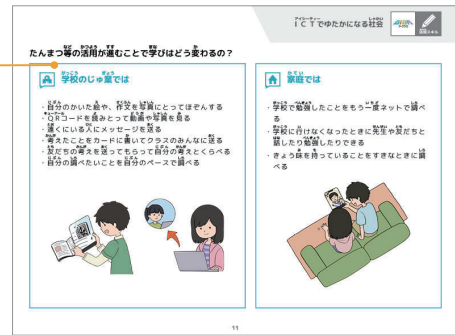 ICTでゆたかになる社会
たんまつ等の活用が進むことで学びはどう変わるの？
学校のじゅ業では
・自分のかいた絵や、作文を写真にとってほぞんする
・QRコードを読みとって動画や写真を見る
・遠くにいる人にメッセージを送る
・考えたことをカードに書いてクラスのみんなに送る
・友だちの考えを送ってもらって自分の考えとくらべる
・自分の調べたいことを自分のペースで調べる
家庭では
・学校で勉強したことをもう一度ネットで調べ
る
・学校に行けなくなったときに先生や友だちと
話したり勉強したりできる
・きょう味を持っていることをすきなときに調
べる
11